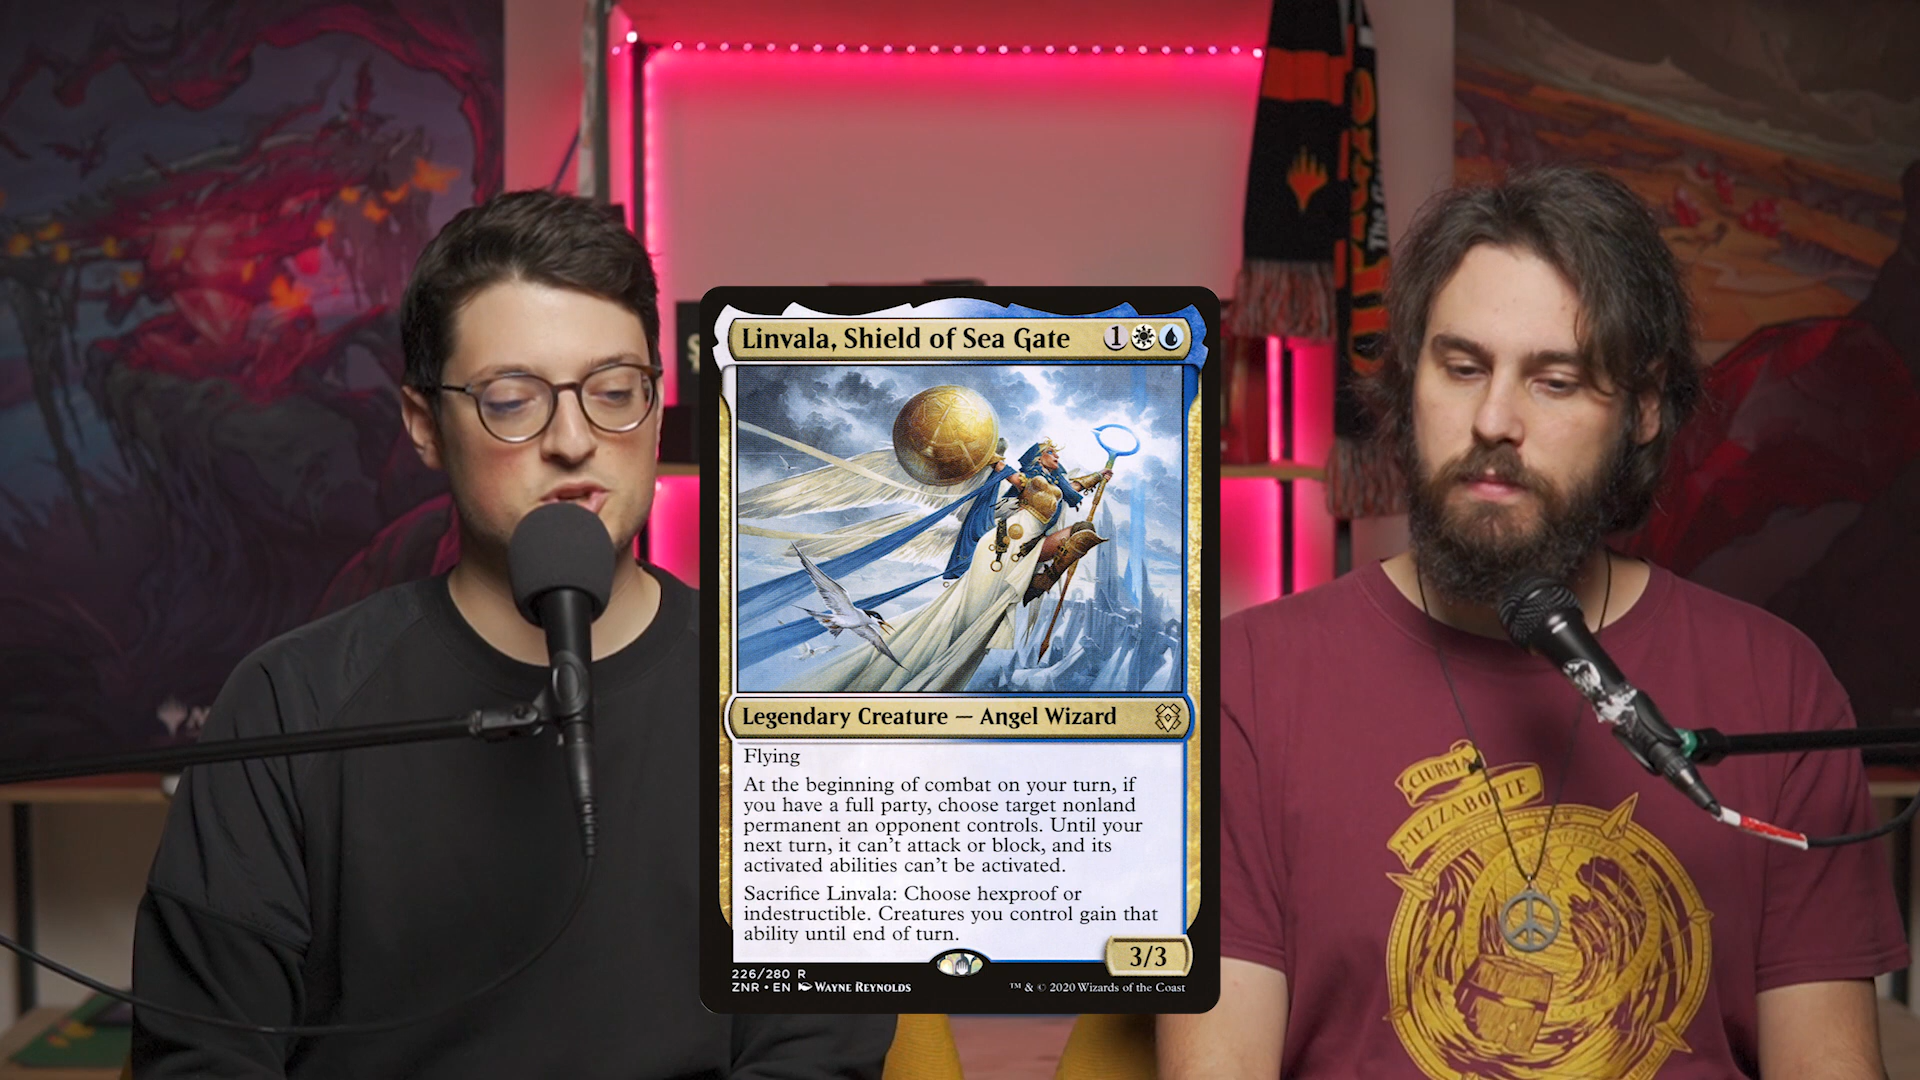 Linvala, Shield of Sea Gate 1
Legendary Creature — Angel Wizard
Flying
At the beginning of combat on your turn, if
you have a full party, choose target nonland
permanent an opponent controls. Until your
next turn, it can't attack or block, and its
activated abilities can't be activated.
Sacrifice Linvala: Choose hexproof or
indestructible. Creatures you control gain that
ability until end of turn.
3/3
226/280 R
ZNR • EN Wayne Reynolds
™ & © 2020 Wizards of the Coast
CIURMA
MEZZABOTTE